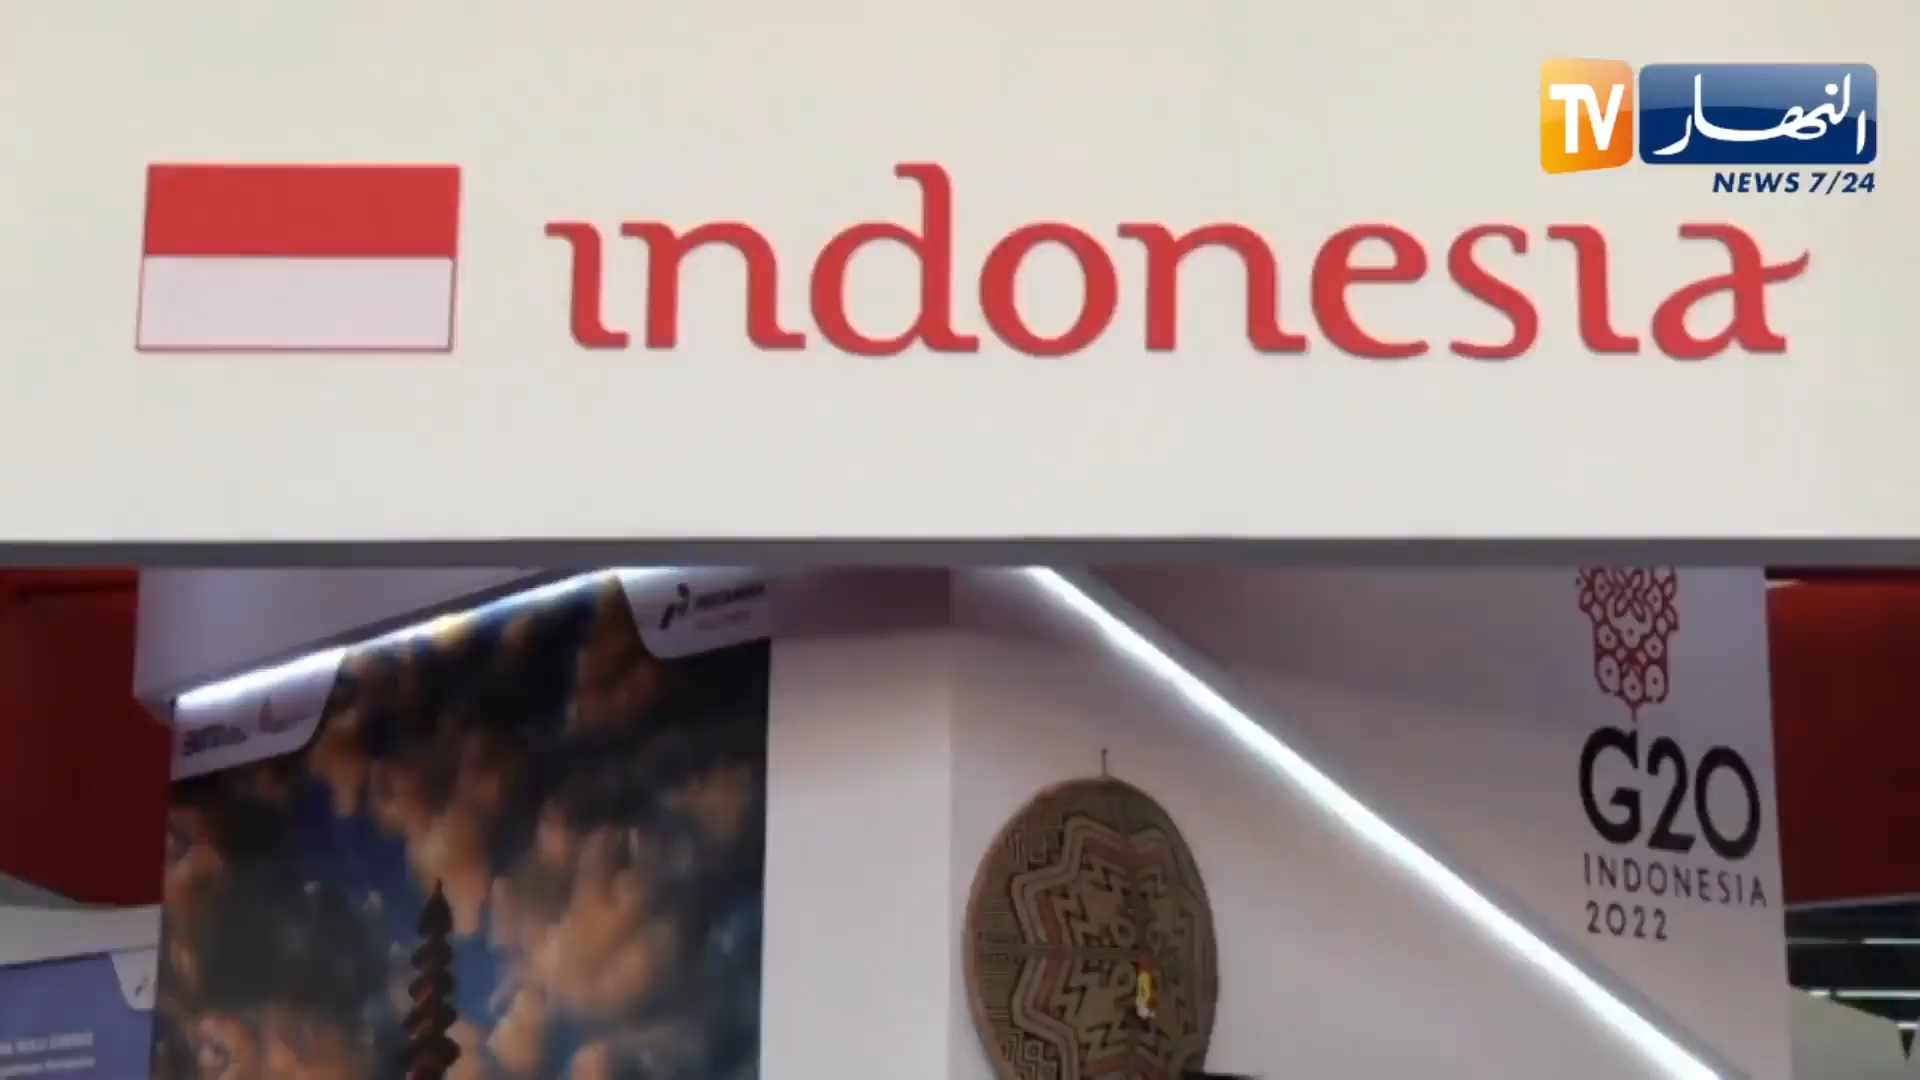 TV النهار
NEWS 7/24
indonesia
G20
INDONESIA
2022